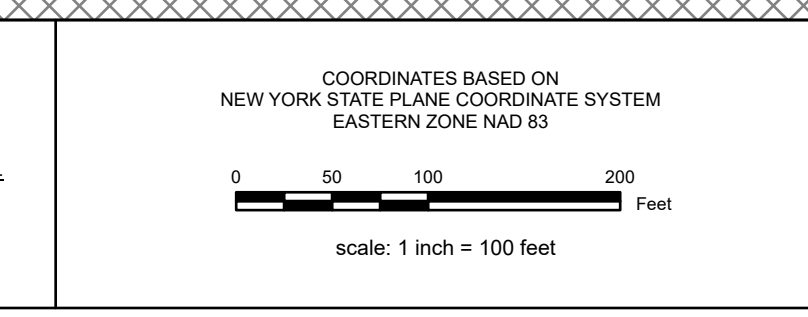 COORDINATES BASED ON
NEW YORK STATE PLANE COORDINATE SYSTEM
EASTERN ZONE NAD 83
0 50 100 200
Feet
scale: 1 inch = 100 feet